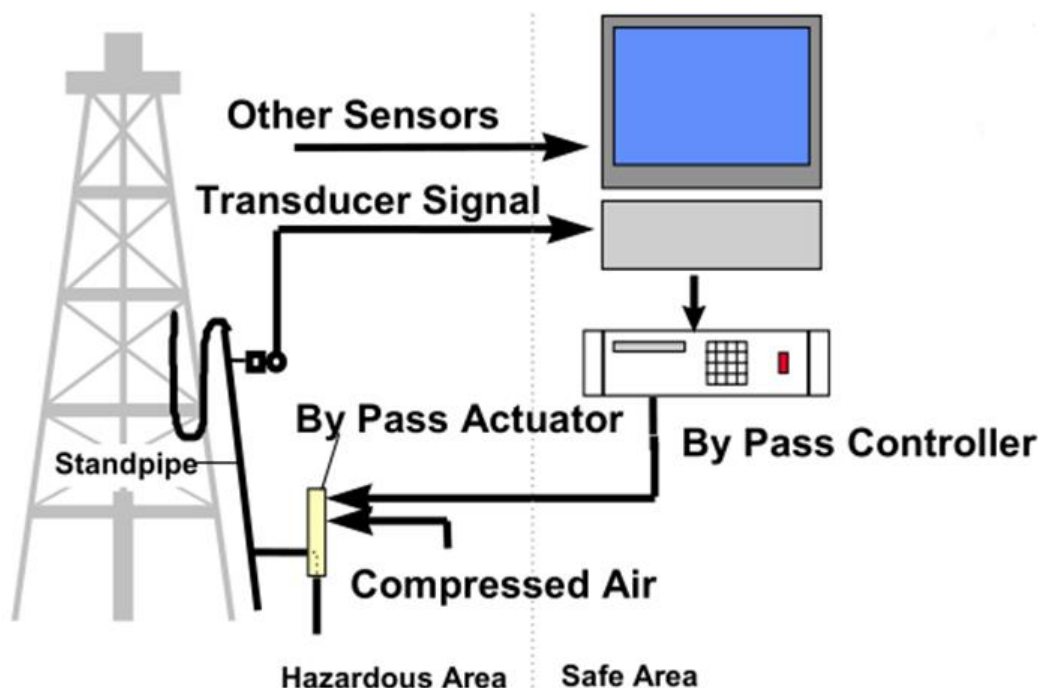 Other Sensors
Transducer Signal
By Pass Actuator
By Pass Controller
Standpipe
Compressed Air
Hazardous Area
Safe Area